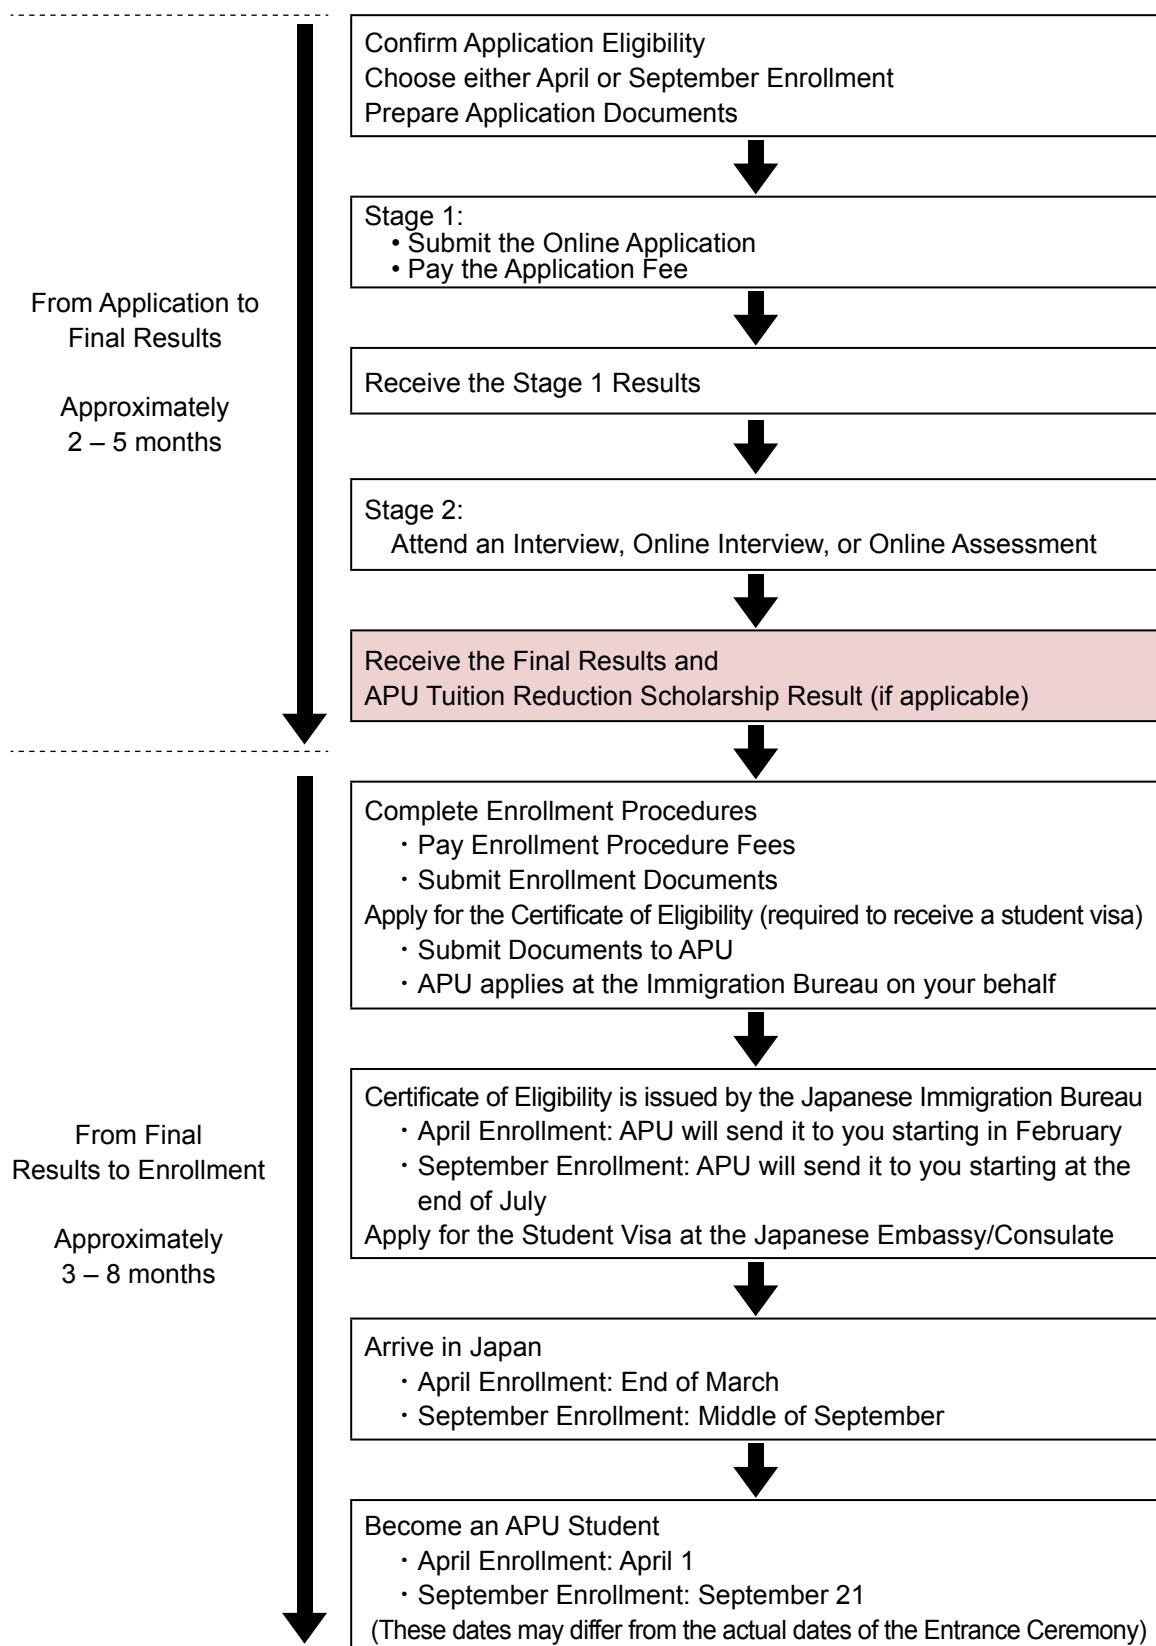 Confirm Application Eligibility
Choose either April or September Enrollment
Prepare Application Documents
Stage 1:
• Submit the Online Application
• Pay the Application Fee
From Application to
Final Results
Approximately
2 – 5 months
Receive the Stage 1 Results
Stage 2:
Attend an Interview, Online Interview, or Online Assessment
Receive the Final Results and
APU Tuition Reduction Scholarship Result (if applicable)
Complete Enrollment Procedures
・Pay Enrollment Procedure Fees
・Submit Enrollment Documents
Apply for the Certificate of Eligibility (required to receive a student visa)
・Submit Documents to APU
・APU applies at the Immigration Bureau on your behalf
From Final
Results to Enrollment
Approximately
3 – 8 months
Certificate of Eligibility is issued by the Japanese Immigration Bureau
・April Enrollment: APU will send it to you starting in February
・September Enrollment: APU will send it to you starting at the
end of July
Apply for the Student Visa at the Japanese Embassy/Consulate
Arrive in Japan
・April Enrollment: End of March
・September Enrollment: Middle of September
Become an APU Student
・April Enrollment: April 1
・September Enrollment: September 21
(These dates may differ from the actual dates of the Entrance Ceremony)